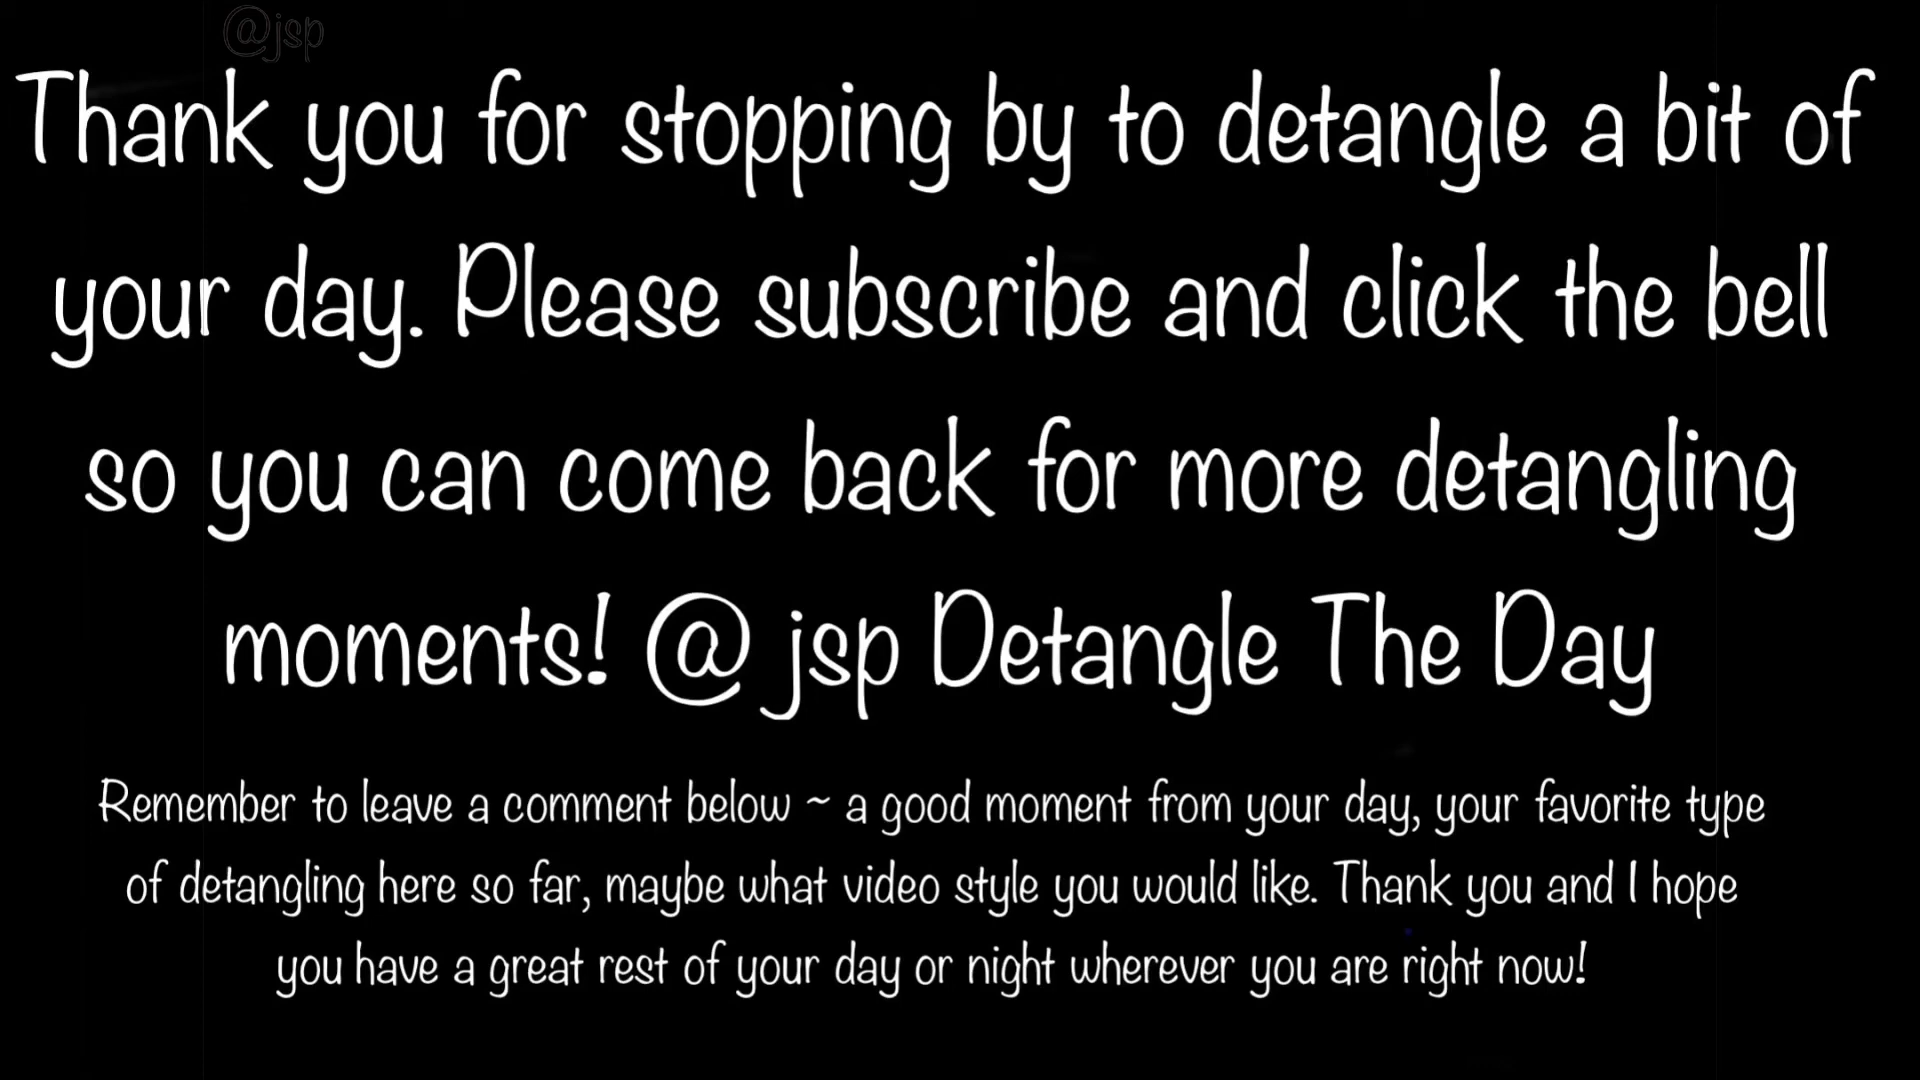 @jsp
Thank you for stopping by to detangle a bit of
your day. Please subscribe and click the bell
so you can come back for more detangling
moments! @ jsp Detangle The Day
Remember to leave a comment below ~ a good moment from your day, your favorite type
of detangling here so far, maybe what video style you would like. Thank you and I hope
you have a great rest of your day or night wherever you are right now!